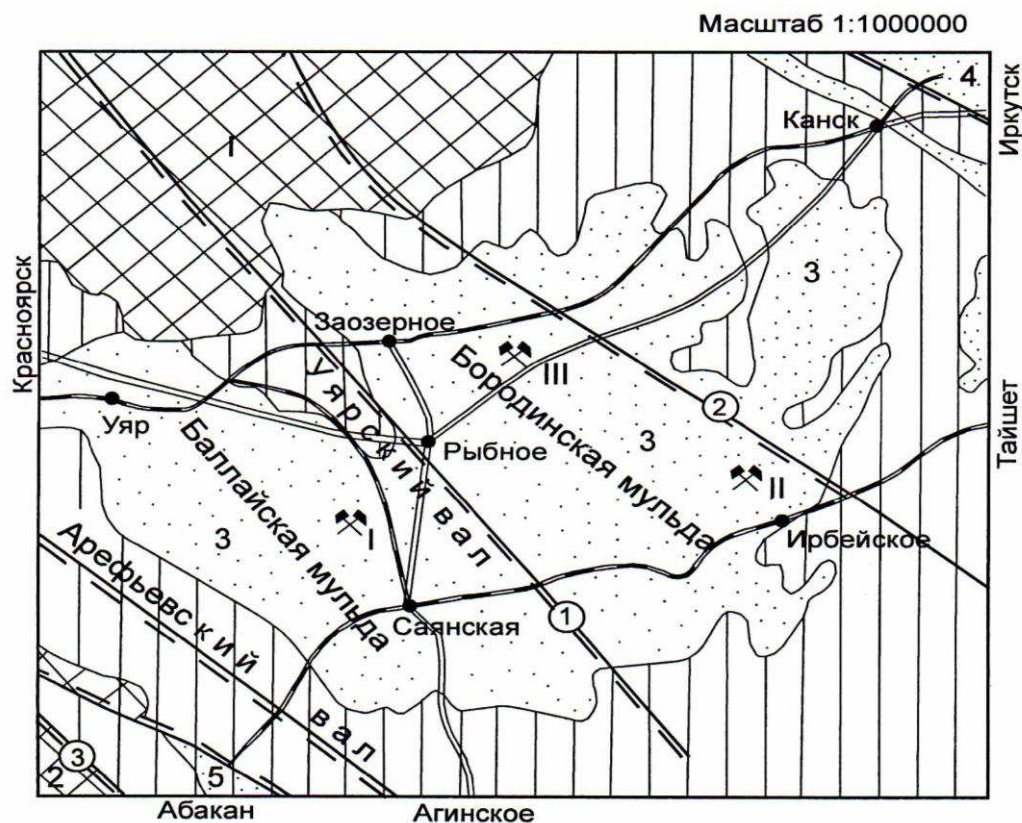 Масштаб 1:1000000
4
Канск
Иркутск
I
3
Красноярск
Заозерное
Уярский вал
Бородинская мульда
III
2
Уяр
Баллайская мульда
Рыбное
3
Тайшет
II
I
3
Ирбейское
Арефьевский вал
Саянская
1
3
2
5
Абакан
Агинское